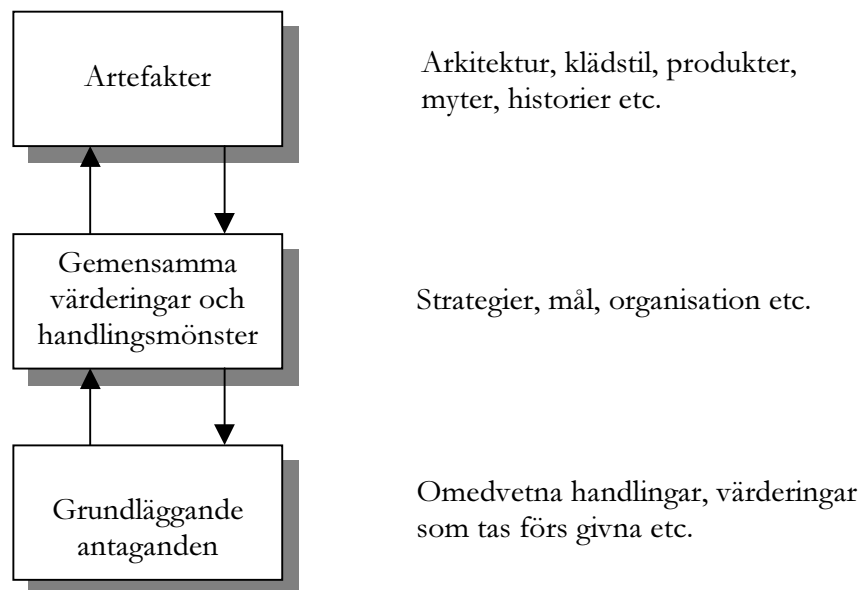 Artefakter
Arkitektur, klädstil, produkter,
myter, historier etc.
Gemensamma
värderingar och
handlingsmönster
Strategier, mål, organisation etc.
Grundläggande
antaganden
Omedvetna handlingar, värderingar
som tas förs givna etc.